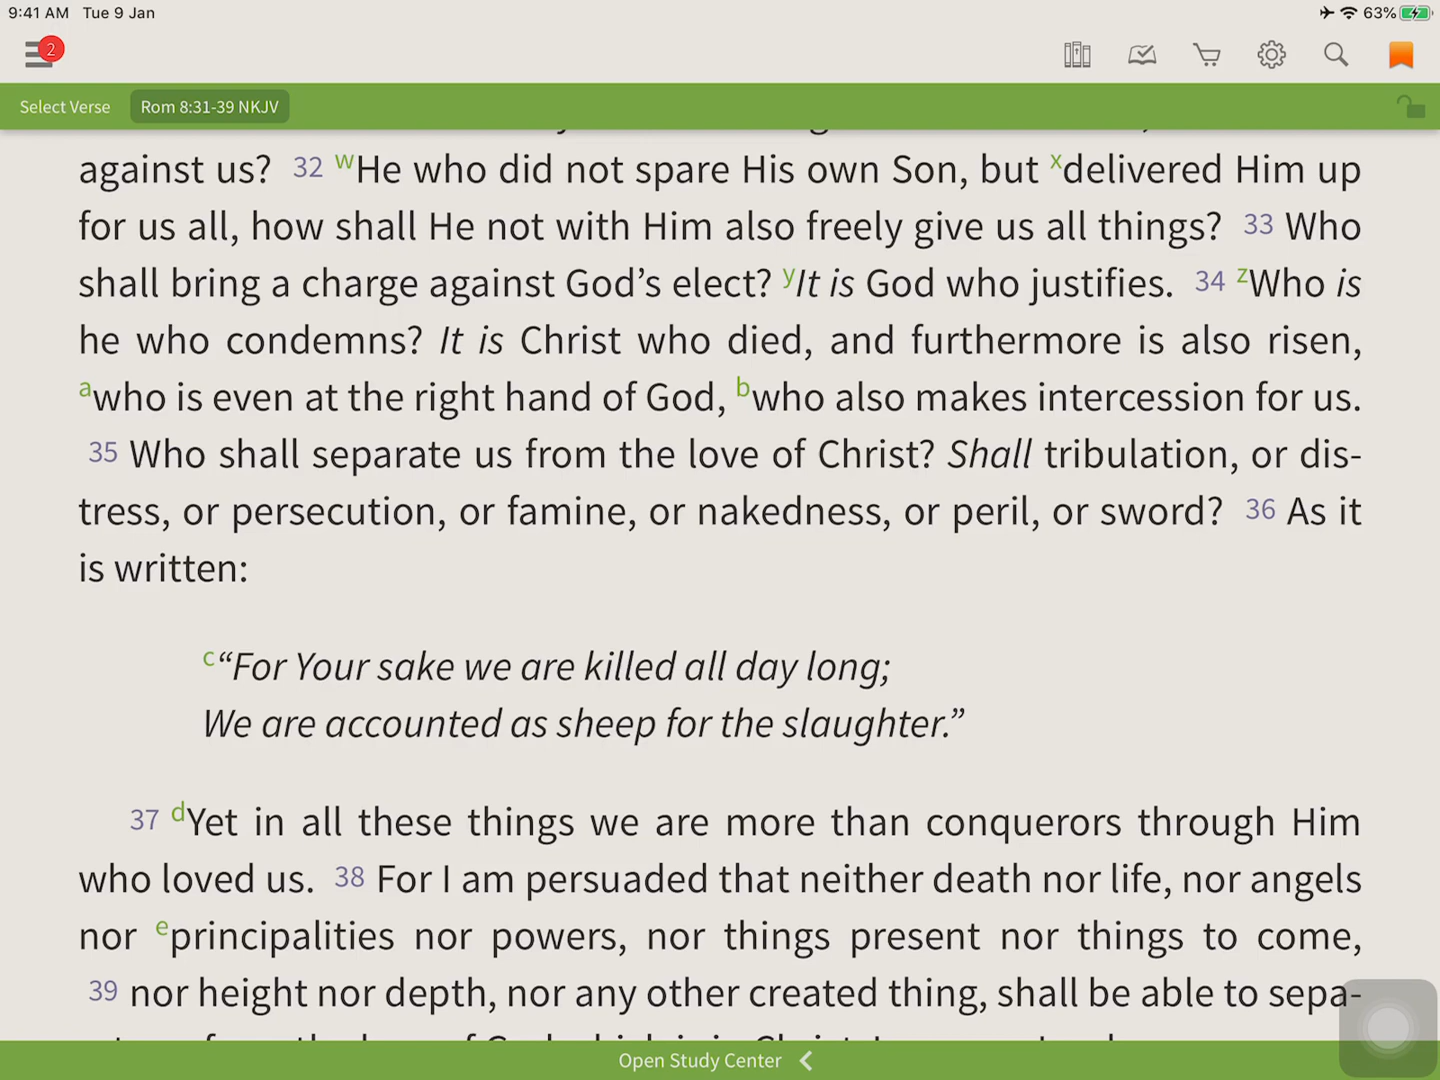 9:41 AM Tue 9 Jan 63%
2
Select Verse Rom 8:31-39 NKJV
against us? 32 wHe who did not spare His own Son, but xdelivered Him up
for us all, how shall He not with Him also freely give us all things? 33 Who
shall bring a charge against God’s elect? yIt is God who justifies. 34 zWho is
he who condemns? It is Christ who died, and furthermore is also risen,
awho is even at the right hand of God, bwho also makes intercession for us.
35 Who shall separate us from the love of Christ? Shall tribulation, or dis-
tress, or persecution, or famine, or nakedness, or peril, or sword? 36 As it
is written:
c“For Your sake we are killed all day long;
We are accounted as sheep for the slaughter.”
37 dYet in all these things we are more than conquerors through Him
who loved us. 38 For I am persuaded that neither death nor life, nor angels
nor eprincipalities nor powers, nor things present nor things to come,
39 nor height nor depth, nor any other created thing, shall be able to sepa-
Open Study Center